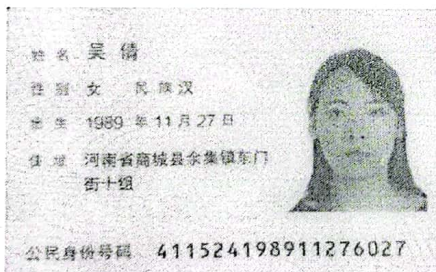 姓名 吴倩
性别 女 民族汉
出生 1989 年 11 月 27 日
住址 河南省商城县余集镇东门
街十组
公民身份号码 411524198911276027